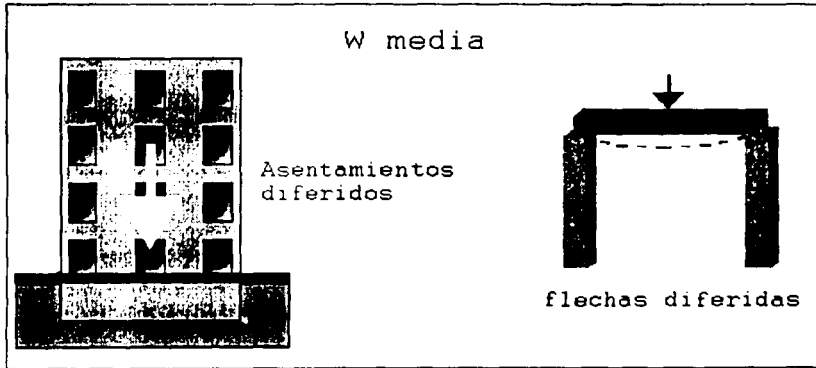 W media
Asentamientos
diferidos
flechas diferidas